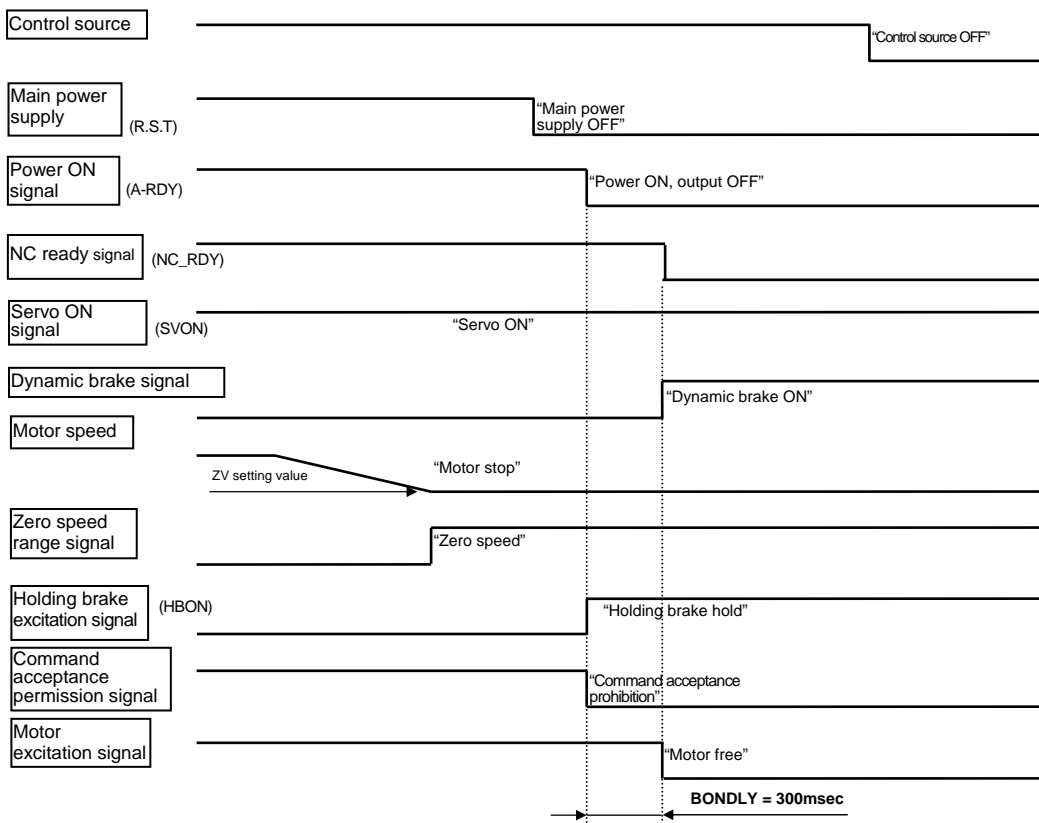 Control source
"Control source OFF"
Main power
supply
(R.S.T)
"Main power
supply OFF"
Power ON
signal
(A-RDY)
"Power ON, output OFF"
NC ready signal
(NC_RDY)
Servo ON
signal
(SVON)
"Servo ON"
Dynamic brake signal
"Dynamic brake ON"
Motor speed
ZV setting value
"Motor stop"
Zero speed
range signal
"Zero speed"
Holding brake
excitation signal
(HBON)
"Holding brake hold"
Command
acceptance
permission signal
"Command acceptance
prohibition"
Motor
excitation signal
"Motor free"
BONDLY = 300msec